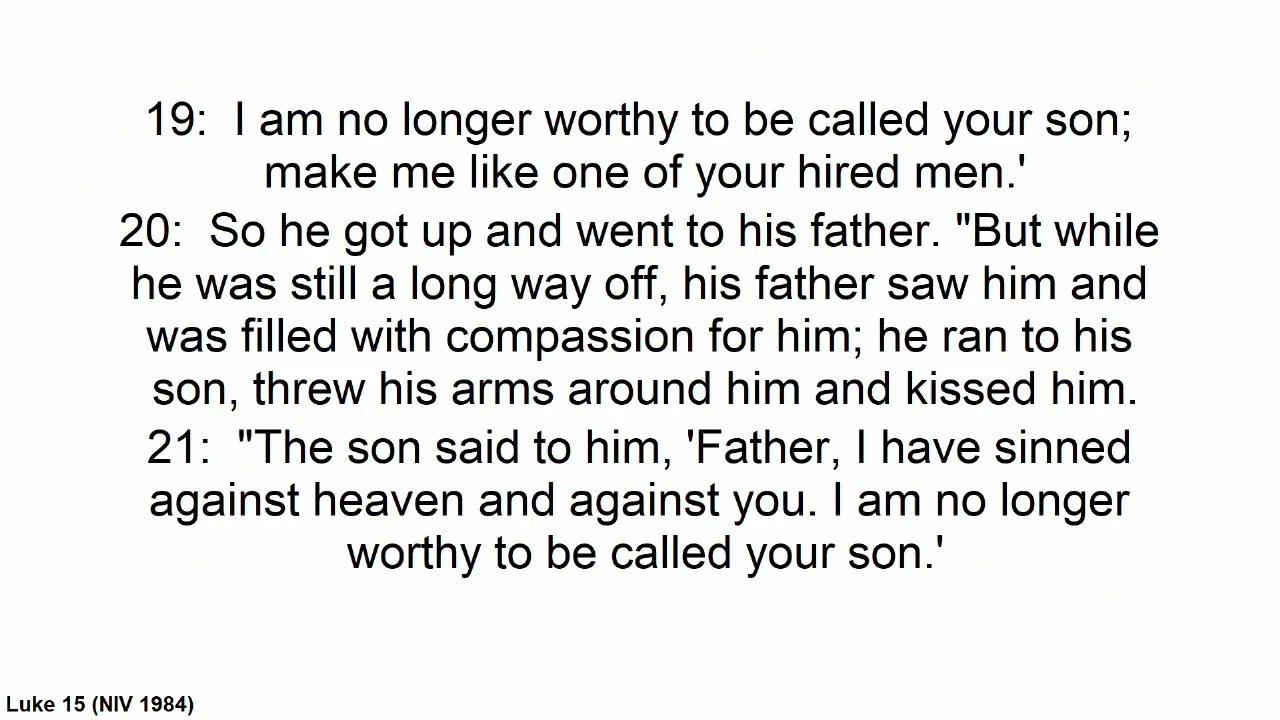 19:  I am no longer worthy to be called your son;
make me like one of your hired men.'
20:  So he got up and went to his father. "But while
he was still a long way off, his father saw him and
was filled with compassion for him; he ran to his
son, threw his arms around him and kissed him.
21:  "The son said to him, 'Father, I have sinned
against heaven and against you. I am no longer
worthy to be called your son.'
Luke 15 (NIV 1984)